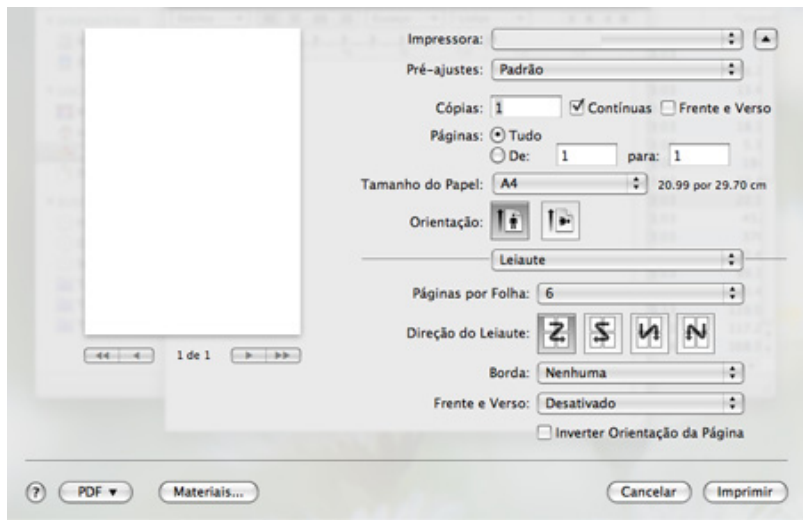 Impressora:
Pré-ajustes: Padrão
Cópias: 1 Contínuas Frente e Verso
Páginas: Tudo
De: 1 para: 1
Tamanho do Papel: A4 20.99 por 29.70 cm
Orientação:
Leiaute
Páginas por Folha: 6
1 de 1
Direção do Leiaute:
Borda: Nenhuma
Frente e Verso: Desativado
Inverter Orientação da Página
? PDF Materiais... Cancelar Imprimir